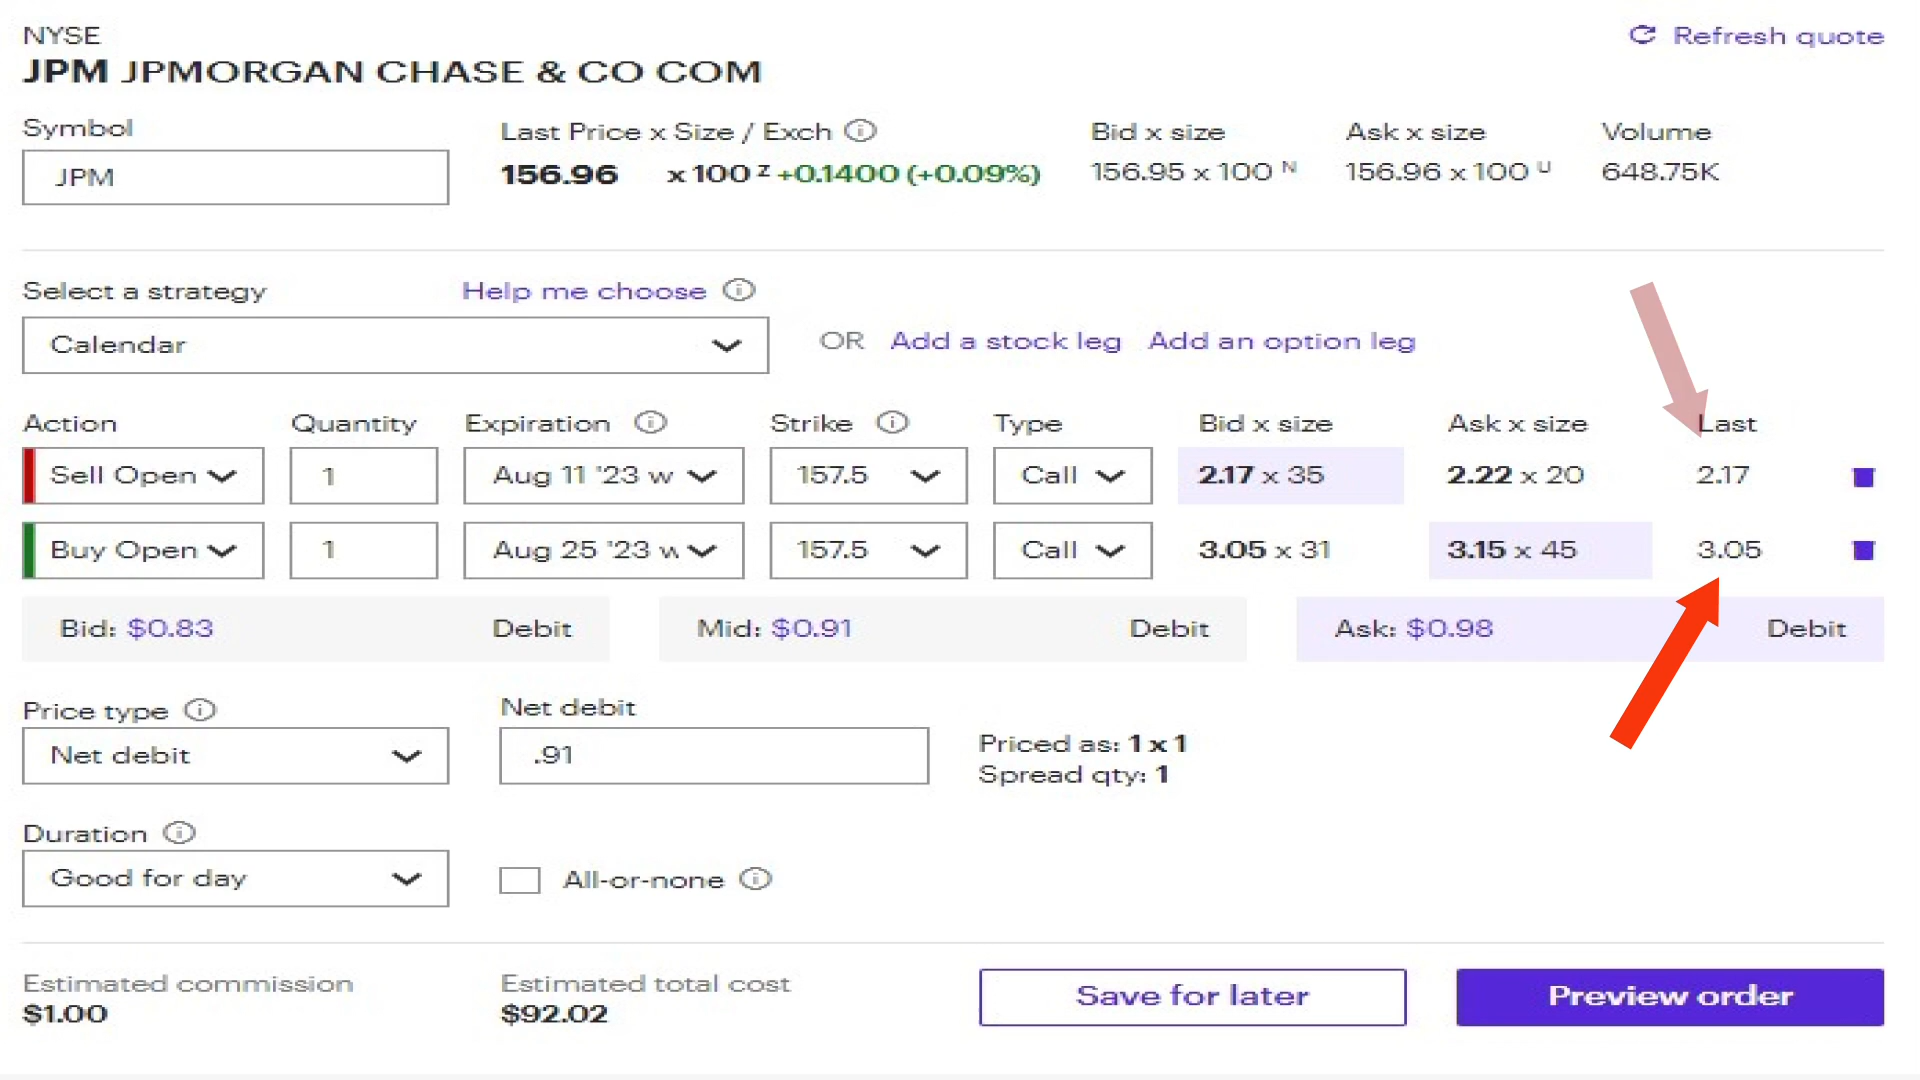 NYSE
Refresh quote
JPM JPMORGAN CHASE & CO COM
Symbol
Last Price x Size / Exch
Bid x size
Ask x size
Volume
JPM
156.96 x 100 Z +0.1400 (+0.09%)
156.95 x 100 N
156.96 x 100 U
648.75K
Select a strategy
Help me choose
Calendar
OR Add a stock leg Add an option leg
Action Quantity Expiration Strike Type Bid x size Ask x size Last
Sell Open 1 Aug 11 '23 w 157.5 Call 2.17 x 35 2.22 x 20 2.17
Buy Open 1 Aug 25 '23 w 157.5 Call 3.05 x 31 3.15 x 45 3.05
Bid: $0.83 Debit Mid: $0.91 Debit Ask: $0.98 Debit
Price type
Net debit
Net debit
.91
Priced as: 1 x 1
Spread qty: 1
Duration
Good for day
All-or-none
Estimated commission
$1.00
Estimated total cost
$92.02
Save for later
Preview order